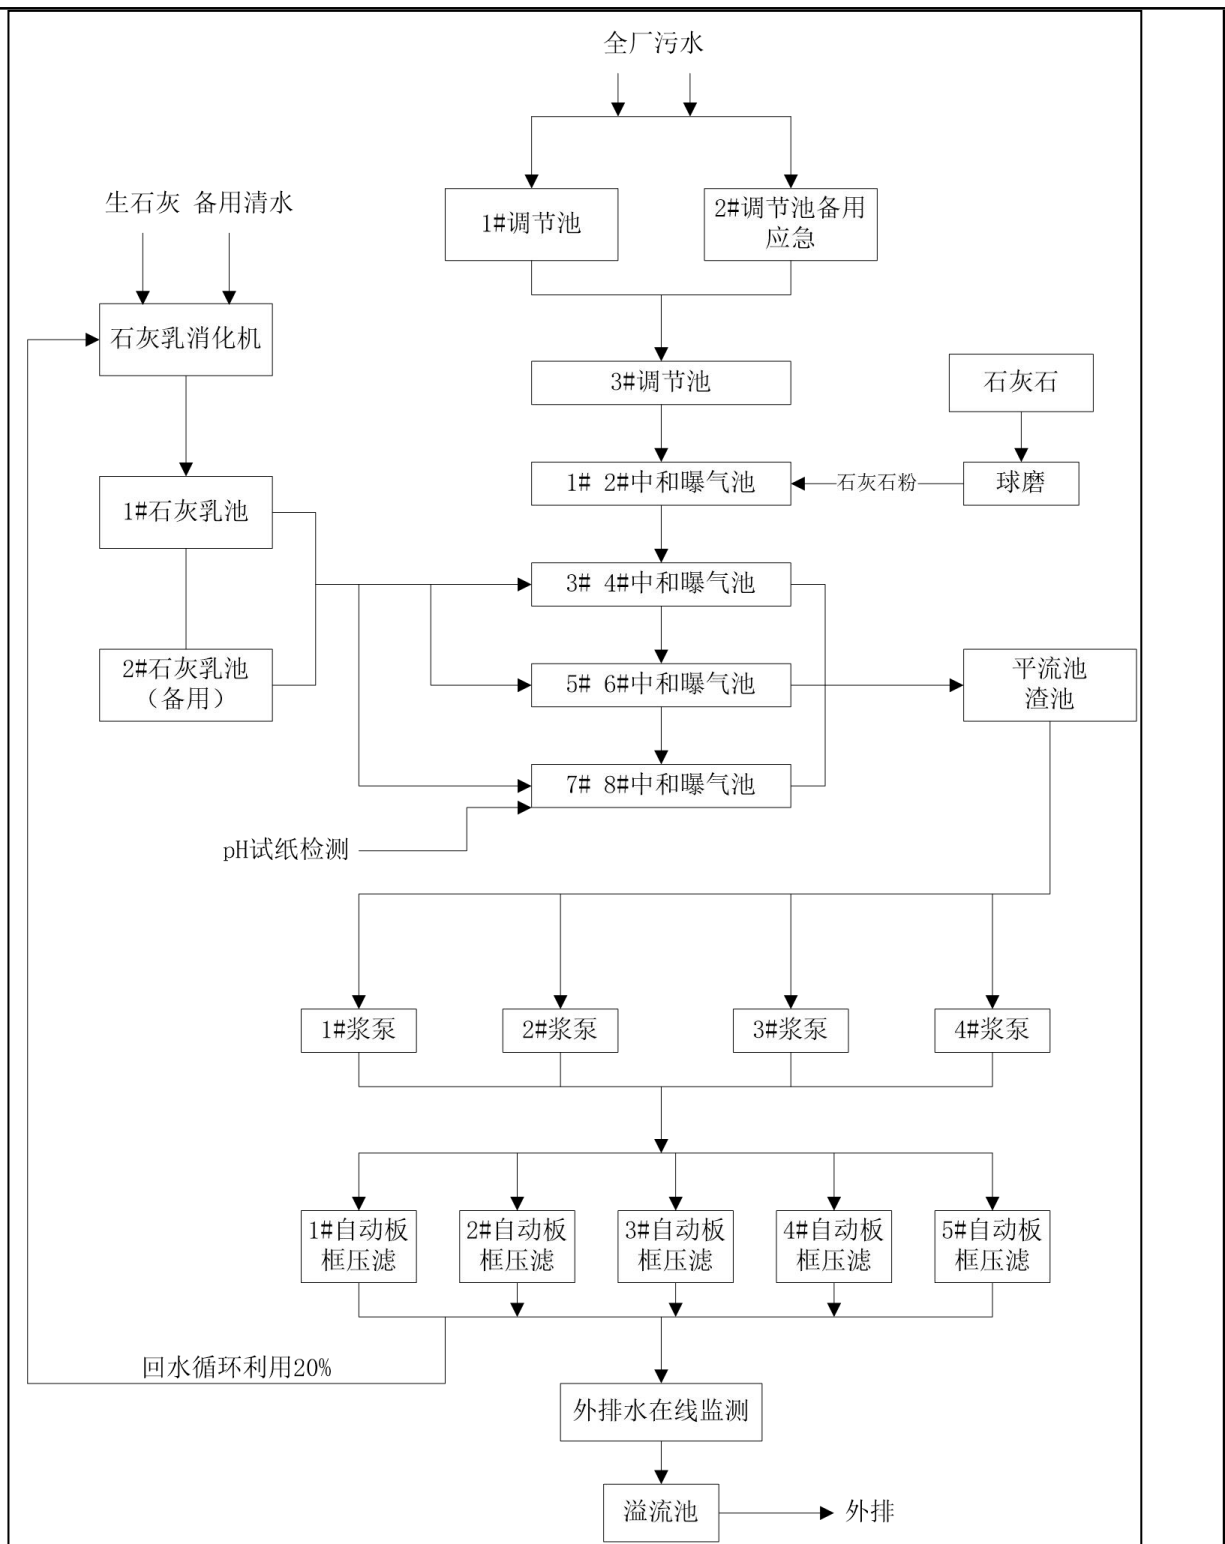 全厂污水
生石灰 备用清水
1#调节池
2#调节池备用
应急
石灰乳消化机
3#调节池
石灰石
1# 2#中和曝气池
石灰石粉
球磨
1#石灰乳池
3# 4#中和曝气池
2#石灰乳池
（备用）
5# 6#中和曝气池
平流池
渣池
7# 8#中和曝气池
pH试纸检测
1#浆泵
2#浆泵
3#浆泵
4#浆泵
1#自动板
框压滤
2#自动板
框压滤
3#自动板
框压滤
4#自动板
框压滤
5#自动板
框压滤
回水循环利用20%
外排水在线监测
溢流池
外排